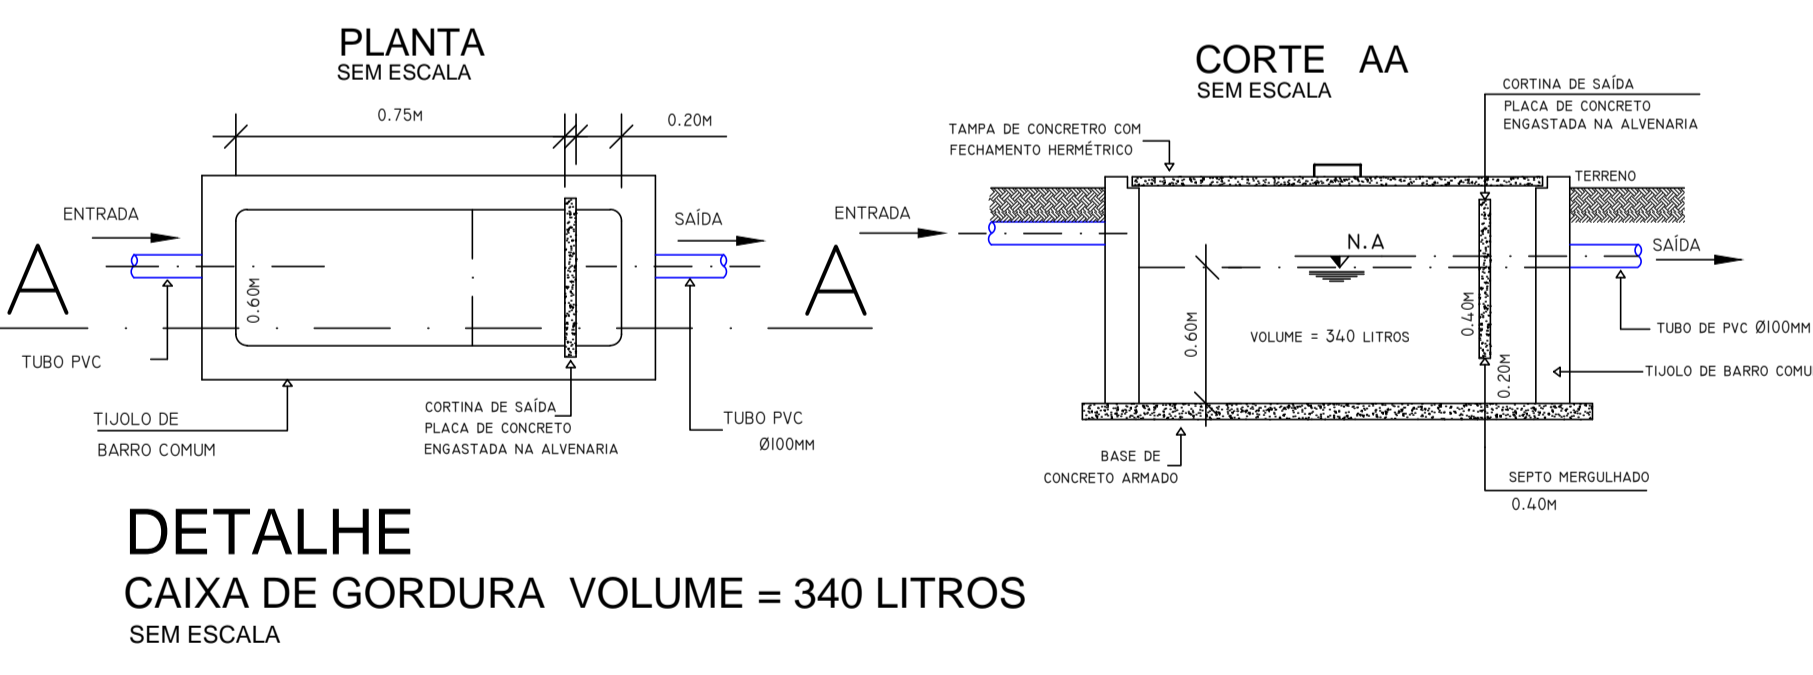 PLANTA
SEM ESCALA
0.75M
0.20M
ENTRADA
SAÍDA
A
A
0.60M
TUBO PVC
TIJOLO DE
BARRO COMUM
CORTINA DE SAÍDA
PLACA DE CONCRETO
ENGASTADA NA ALVENARIA
TUBO PVC
Ø100MM
CORTE AA
SEM ESCALA
CORTINA DE SAÍDA
PLACA DE CONCRETO
ENGASTADA NA ALVENARIA
TAMPA DE CONCRETRO COM
FECHAMENTO HERMÉTRICO
TERRENO
ENTRADA
N.A
SAÍDA
0.60M
VOLUME = 340 LITROS
0.40M
0.20M
TUBO DE PVC Ø100MM
TIJOLO DE BARRO COMU
BASE DE
CONCRETO ARMADO
SEPTO MERGULHADO
0.40M
DETALHE
CAIXA DE GORDURA VOLUME = 340 LITROS
SEM ESCALA